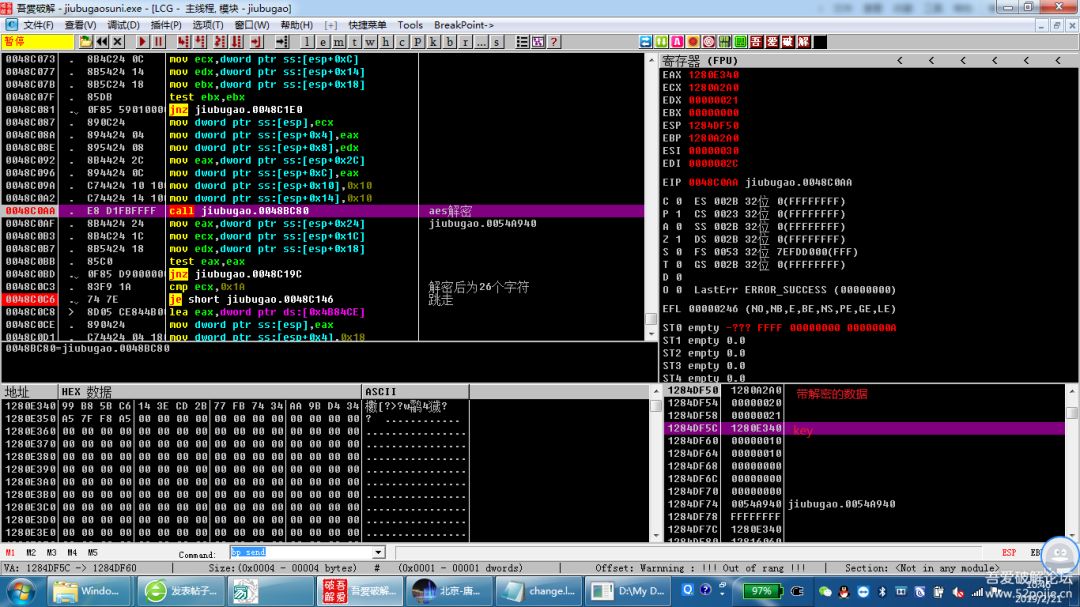 吾爱破解 - jiubugaosuni.exe - [LCG - 主线程, 模块 - jiubugao]
文件(F) 查看(V) 调试(D) 插件(P) 选项(T) 窗口(W) 帮助(H) [+] 快捷菜单 Tools BreakPoint->
暂停
l e m t w h c p k b r ... s
吾 爱 破 解
0048C073 . 8B4C24 0C mov ecx,dword ptr ss:[esp+0xC]
0048C077 . 8B5424 14 mov edx,dword ptr ss:[esp+0x14]
0048C07B . 8B5C24 18 mov ebx,dword ptr ss:[esp+0x18]
0048C07F . 85DB test ebx,ebx
0048C081 . 0F85 59010000 jnz jiubugao.0048C1E0
0048C087 . 890C24 mov dword ptr ss:[esp],ecx
0048C08A . 894424 04 mov dword ptr ss:[esp+0x4],eax
0048C08E . 895424 08 mov dword ptr ss:[esp+0x8],edx
0048C092 . 8B4424 2C mov eax,dword ptr ss:[esp+0x2C]
0048C096 . 894424 0C mov dword ptr ss:[esp+0xC],eax
0048C09A . C74424 10 10 mov dword ptr ss:[esp+0x10],0x10
0048C0A2 . C74424 14 10 mov dword ptr ss:[esp+0x14],0x10
0048C0AA . E8 D1FBFFFF call jiubugao.0048BC80 aes解密
0048C0AF . 8B4424 24 mov eax,dword ptr ss:[esp+0x24] jiubugao.0054A940
0048C0B3 . 8B4C24 1C mov ecx,dword ptr ss:[esp+0x1C]
0048C0B7 . 8B5424 18 mov edx,dword ptr ss:[esp+0x18]
0048C0BB . 85C0 test eax,eax
0048C0BD . 0F85 D9000000 jnz jiubugao.0048C19C
0048C0C3 . 83F9 1A cmp ecx,0x1A 解密后为26个字符
0048C0C6 . 74 7E je short jiubugao.0048C146 跳走
0048C0C8 > 8D05 CE844B00 lea eax,dword ptr ds:[0x4B84CE]
0048C0CE . 890424 mov dword ptr ss:[esp],eax
0048C0D1 . C74424 04 18 mov dword ptr ss:[esp+0x4],0x18
0048BC80=jiubugao.0048BC80
寄存器 (FPU) < < < < < <
EAX 1280E340
ECX 1280A2A0
EDX 00000021
EBX 00000000
ESP 1284DF50
EBP 1280A2A0
ESI 00000030
EDI 0000002C
EIP 0048C0AA jiubugao.0048C0AA
C 0 ES 002B 32位 0(FFFFFFFF)
P 1 CS 0023 32位 0(FFFFFFFF)
A 0 SS 002B 32位 0(FFFFFFFF)
Z 1 DS 002B 32位 0(FFFFFFFF)
S 0 FS 0053 32位 7EFDD000(FFF)
T 0 GS 002B 32位 0(FFFFFFFF)
D 0
O 0 LastErr ERROR_SUCCESS (00000000)
EFL 00000246 (NO,NB,E,BE,NS,PE,GE,LE)
ST0 empty -??? FFFF 00000000 0000000A
ST1 empty 0.0
ST2 empty 0.0
ST3 empty 0.0
ST4 empty 0.0
地址 HEX 数据 ASCII
1280E340 99 B8 5B C6 14 3E CD 2B 77 FB 74 34 AA 9B D4 34
1280E350 A5 7F F8 A5 00 00 00 00 00 00 00 00 00 00 00 00 ? ............
1280E360 00 00 00 00 00 00 00 00 00 00 00 00 00 00 00 00 ................
1280E370 00 00 00 00 00 00 00 00 00 00 00 00 00 00 00 00 ................
1280E380 00 00 00 00 00 00 00 00 00 00 00 00 00 00 00 00 ................
1280E390 00 00 00 00 00 00 00 00 00 00 00 00 00 00 00 00 ................
1280E3A0 00 00 00 00 00 00 00 00 00 00 00 00 00 00 00 00 ................
1280E3B0 00 00 00 00 00 00 00 00 00 00 00 00 00 00 00 00 ................
1280E3C0 00 00 00 00 00 00 00 00 00 00 00 00 00 00 00 00 ................
1280E3D0 00 00 00 00 00 00 00 00 00 00 00 00 00 00 00 00 ................
1280E3E0 00 00 00 00 00 00 00 00 00 00 00 00 00 00 00 00 ................
1284DF50 1280A2A0 带解密的数据
1284DF54 00000020
1284DF58 00000021
1284DF5C 1280E340 key
1284DF60 00000010
1284DF64 00000010
1284DF68 00000000
1284DF6C 00000000
1284DF70 00000000
1284DF74 0054A940 jiubugao.0054A940
1284DF78 FFFFFFFF
1284DF7C 1280E340
M1 M2 M3 M4 M5 Command: bp send ESP
VA: 1284DF5C -> 1284DF60 Size:(0x0004 - 00004 bytes) # (0x0001 - 00001 dwords) Offset: Warnning : !!! Out of rang !!! Section: <Not in any module>
Windo... 发表帖子... 吾爱破解... 北京-唐... change.l... D:\My D... 97%
10:46
2019/2/21
吾爱破解论坛
www.52pojie.cn